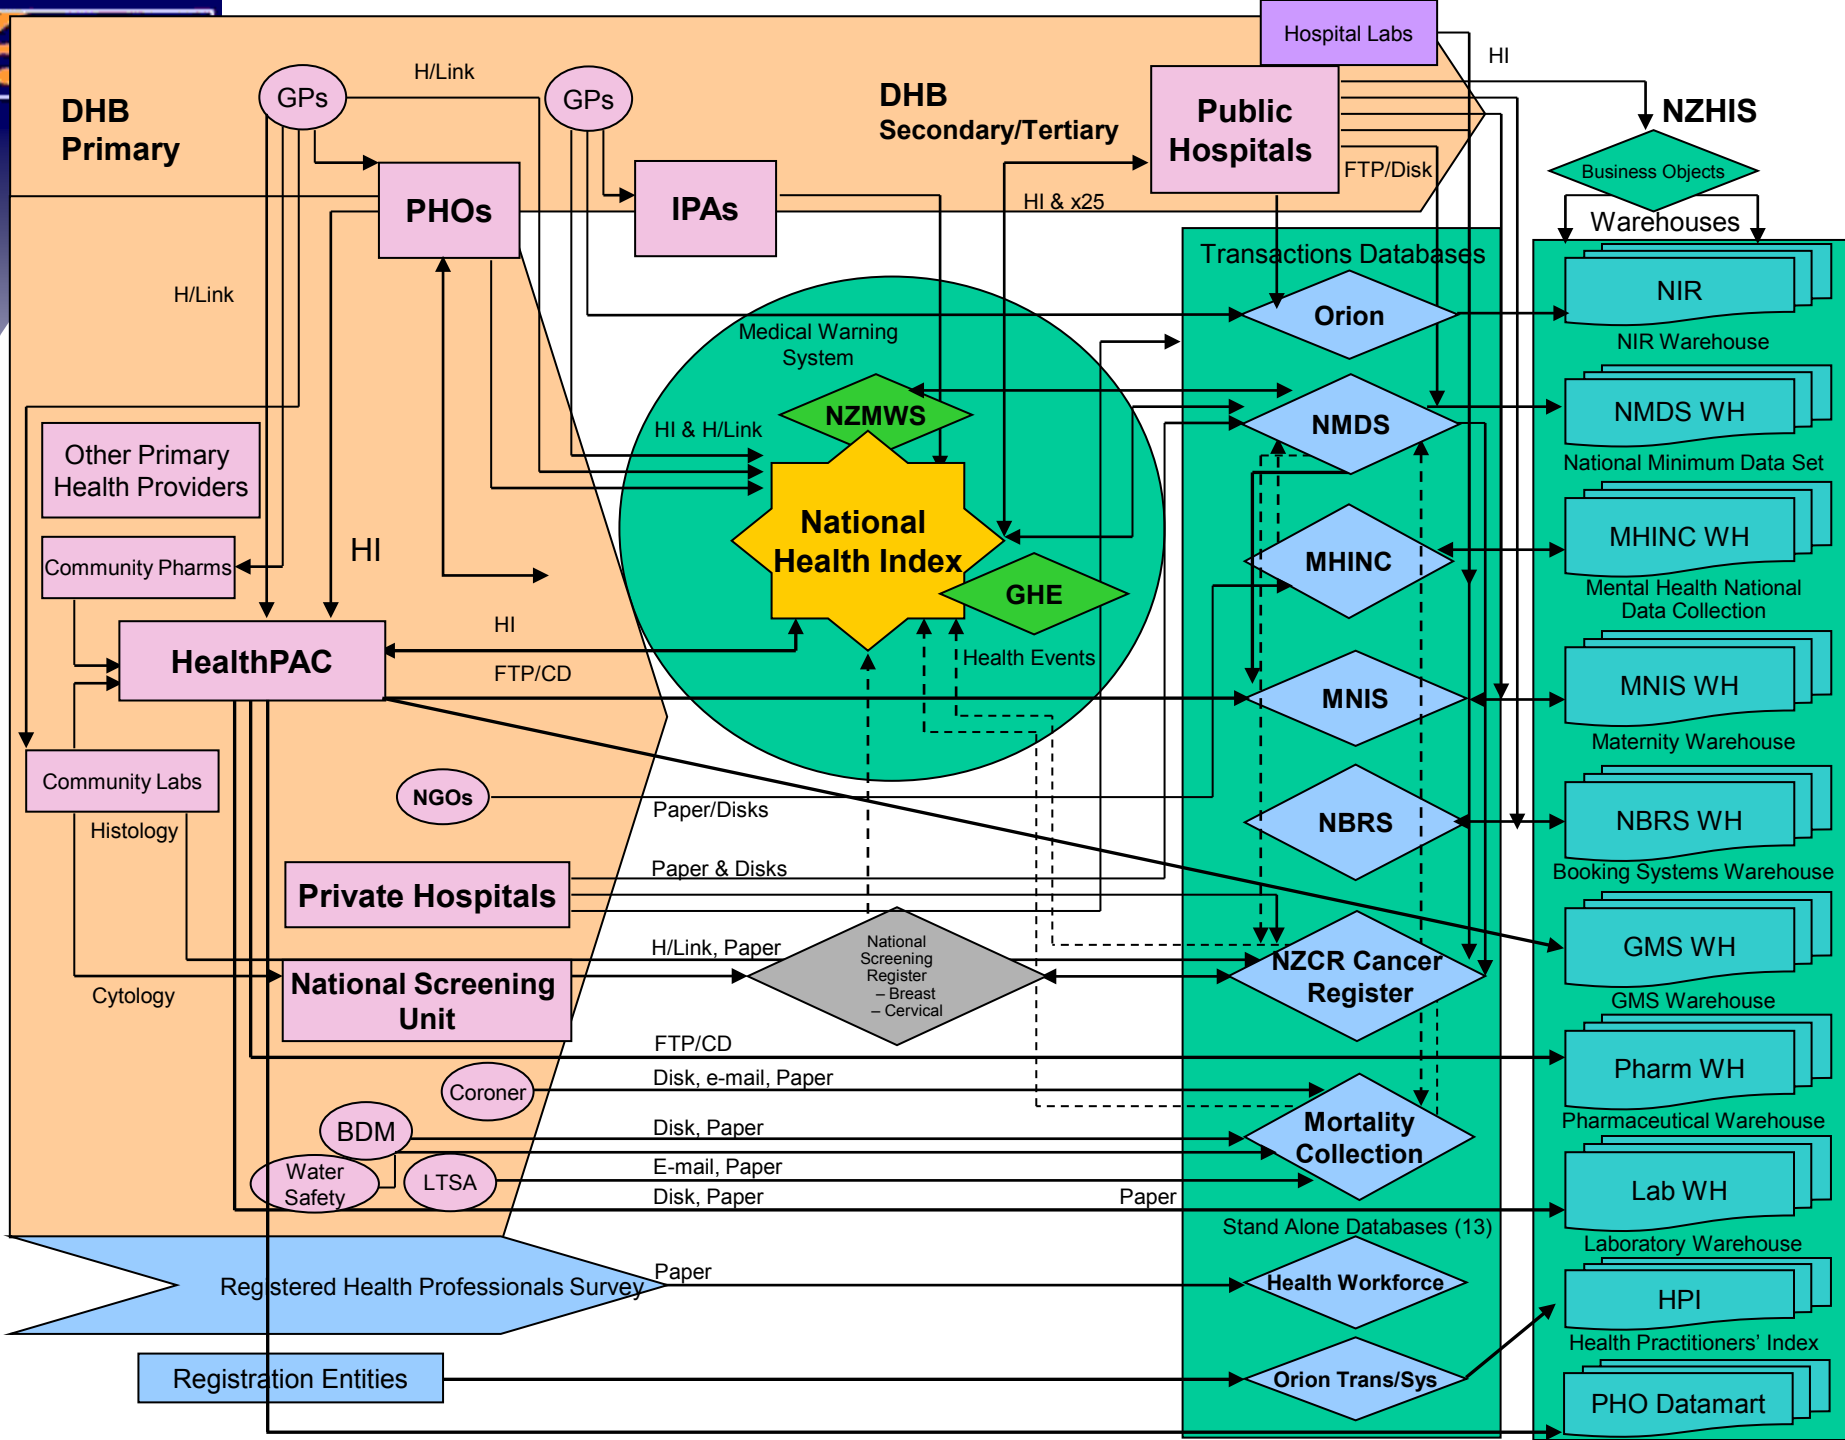 Hospital Labs
HI
H/Link
GPs
GPs
DHB
Primary
DHB
Secondary/Tertiary
Public
Hospitals
NZHIS
FTP/Disk
Business Objects
PHOs
IPAs
HI & x25
Warehouses
Transactions Databases
H/Link
NIR
Orion
NIR Warehouse
Medical Warning
System
NZMWS
NMDS
NMDS WH
HI & H/Link
National Minimum Data Set
Other Primary
Health Providers
National
Health Index
MHINC WH
HI
Community Pharms
MHINC
GHE
Mental Health National
Data Collection
HI
HealthPAC
Health Events
FTP/CD
MNIS
MNIS WH
Maternity Warehouse
Community Labs
NGOs
Paper/Disks
Histology
NBRS
NBRS WH
Paper & Disks
Booking Systems Warehouse
Private Hospitals
H/Link, Paper
National
Screening
Register
– Breast
– Cervical
GMS WH
NZCR Cancer
Register
National Screening
Unit
Cytology
GMS Warehouse
FTP/CD
Pharm WH
Disk, e-mail, Paper
Coroner
Pharmaceutical Warehouse
BDM
Disk, Paper
Mortality
Collection
E-mail, Paper
Water
Safety
LTSA
Disk, Paper
Paper
Lab WH
Stand Alone Databases (13)
Laboratory Warehouse
Paper
Registered Health Professionals Survey
Health Workforce
HPI
Health Practitioners' Index
Registration Entities
Orion Trans/Sys
PHO Datamart